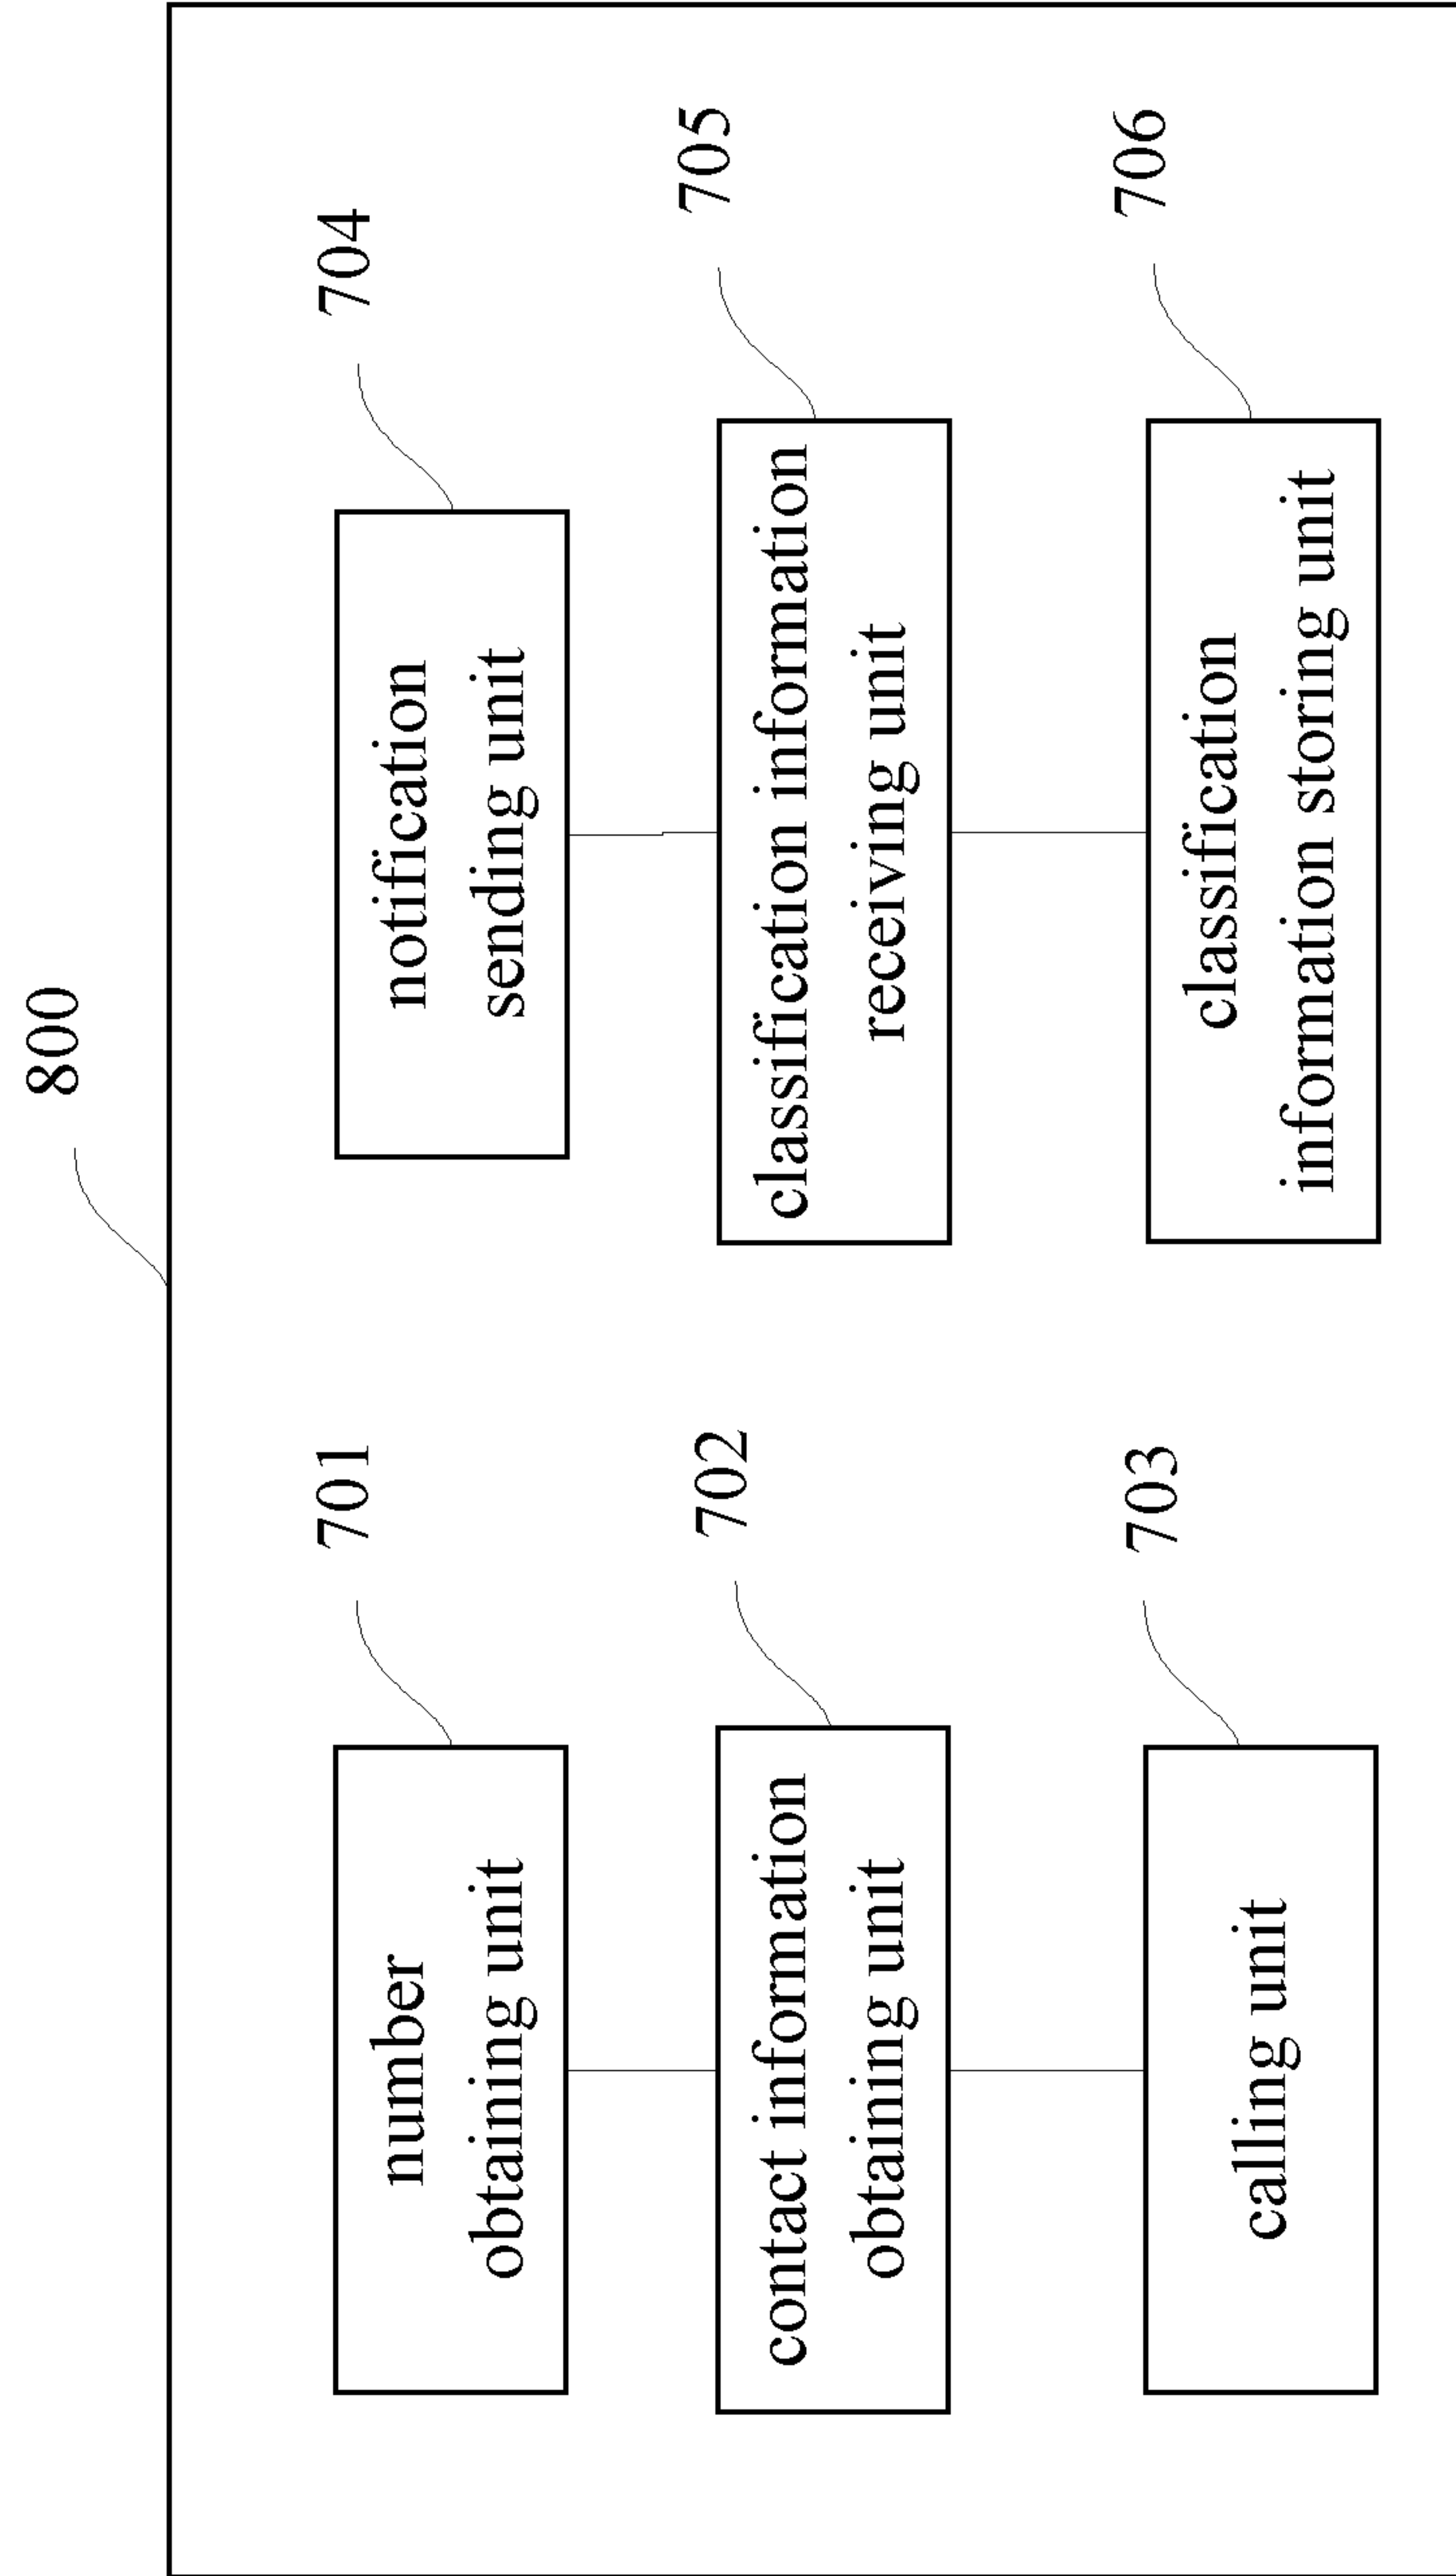 800
701
number
obtaining unit
702
contact information
obtaining unit
703
calling unit
704
notification
sending unit
705
classification information
receiving unit
706
classification
information storing unit